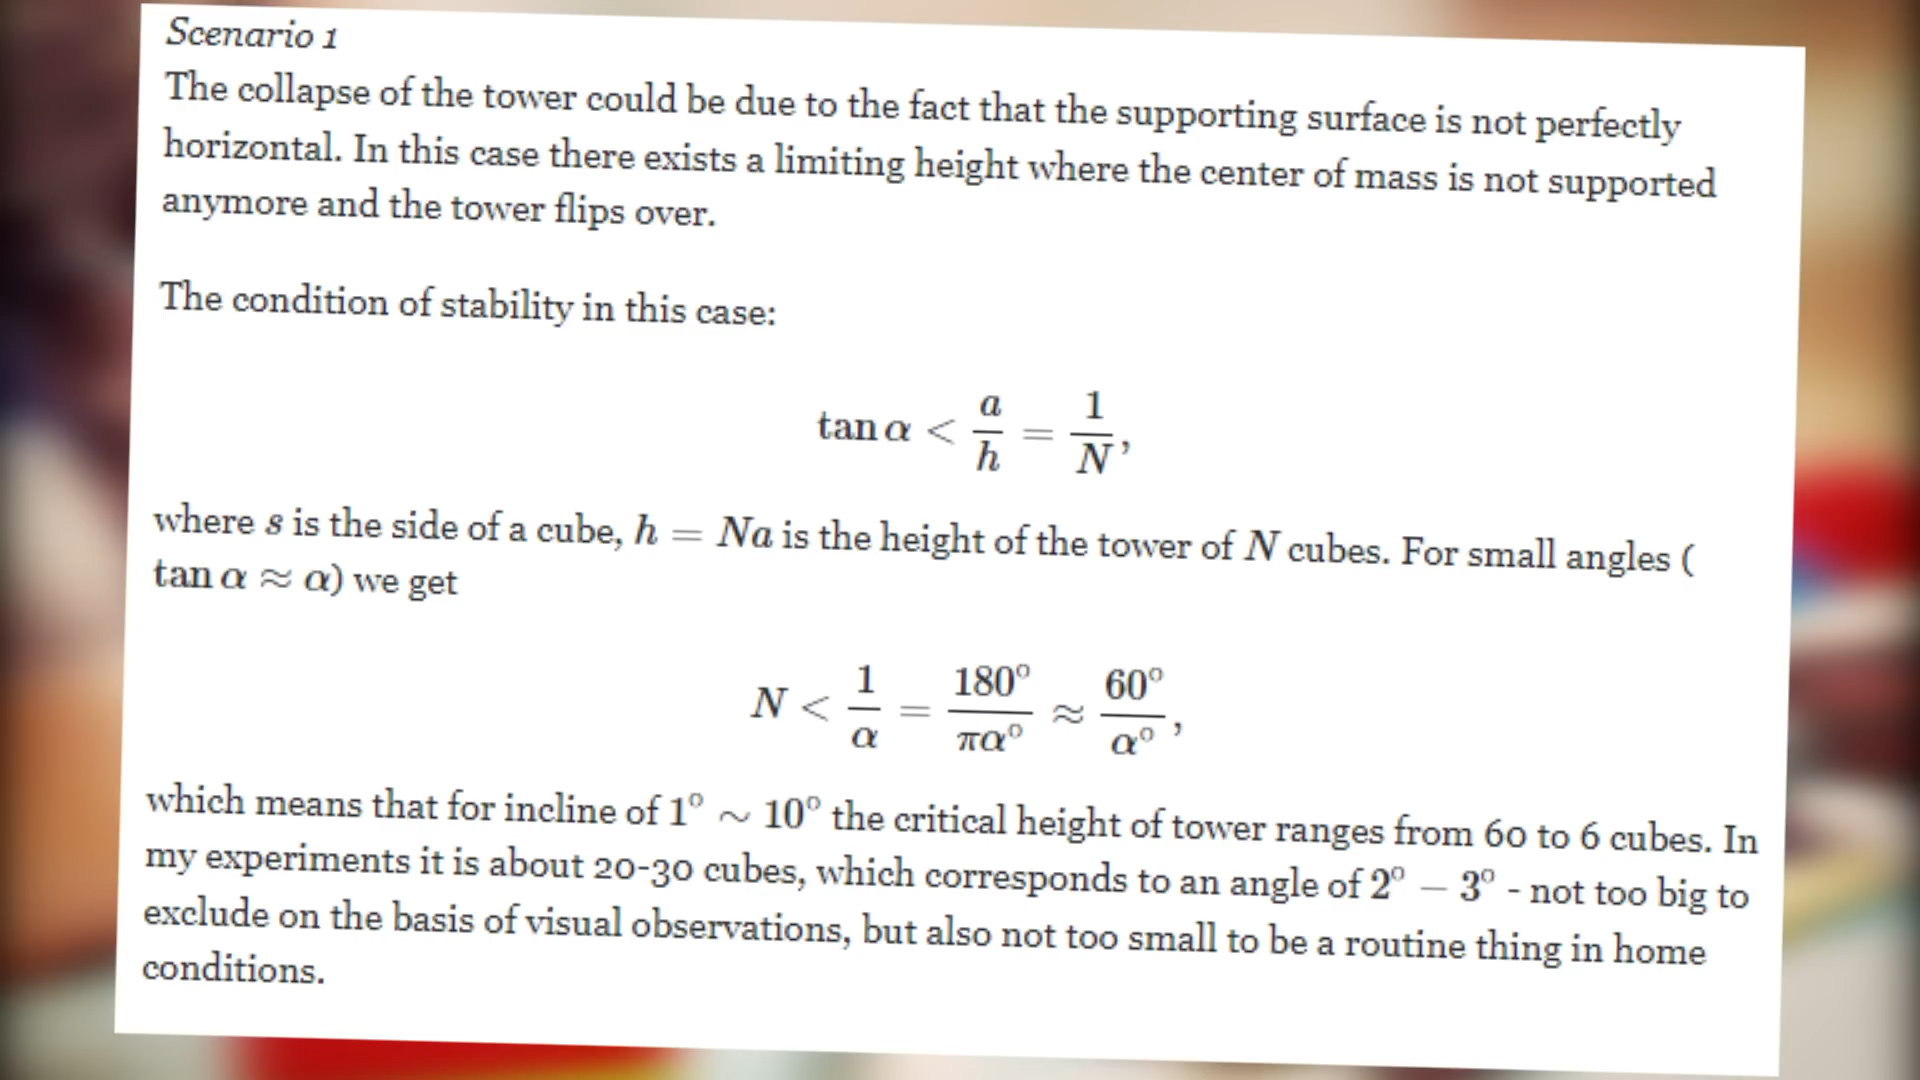 Scenario 1
The collapse of the tower could be due to the fact that the supporting surface is not perfectly
horizontal. In this case there exists a limiting height where the center of mass is not supported
anymore and the tower flips over.
The condition of stability in this case:
tan α < a/h = 1/N,
where s is the side of a cube, h = Na is the height of the tower of N cubes. For small angles (
tan α ≈ α) we get
N < 1/α = 180°/πα° ≈ 60°/α°,
which means that for incline of 1° ∼ 10° the critical height of tower ranges from 60 to 6 cubes. In
my experiments it is about 20-30 cubes, which corresponds to an angle of 2° − 3° - not too big to
exclude on the basis of visual observations, but also not too small to be a routine thing in home
conditions.